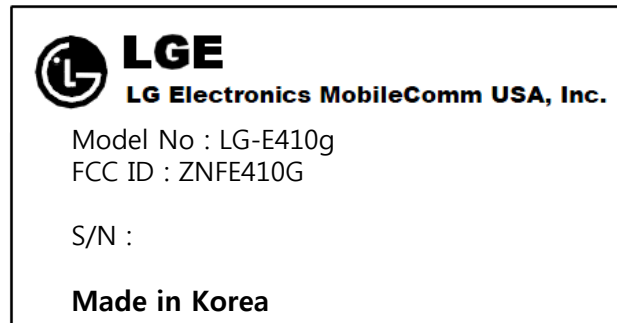 LGE
LG Electronics MobileComm USA, Inc.
Model No : LG-E410g
FCC ID : ZNFE410G
S/N :
Made in Korea